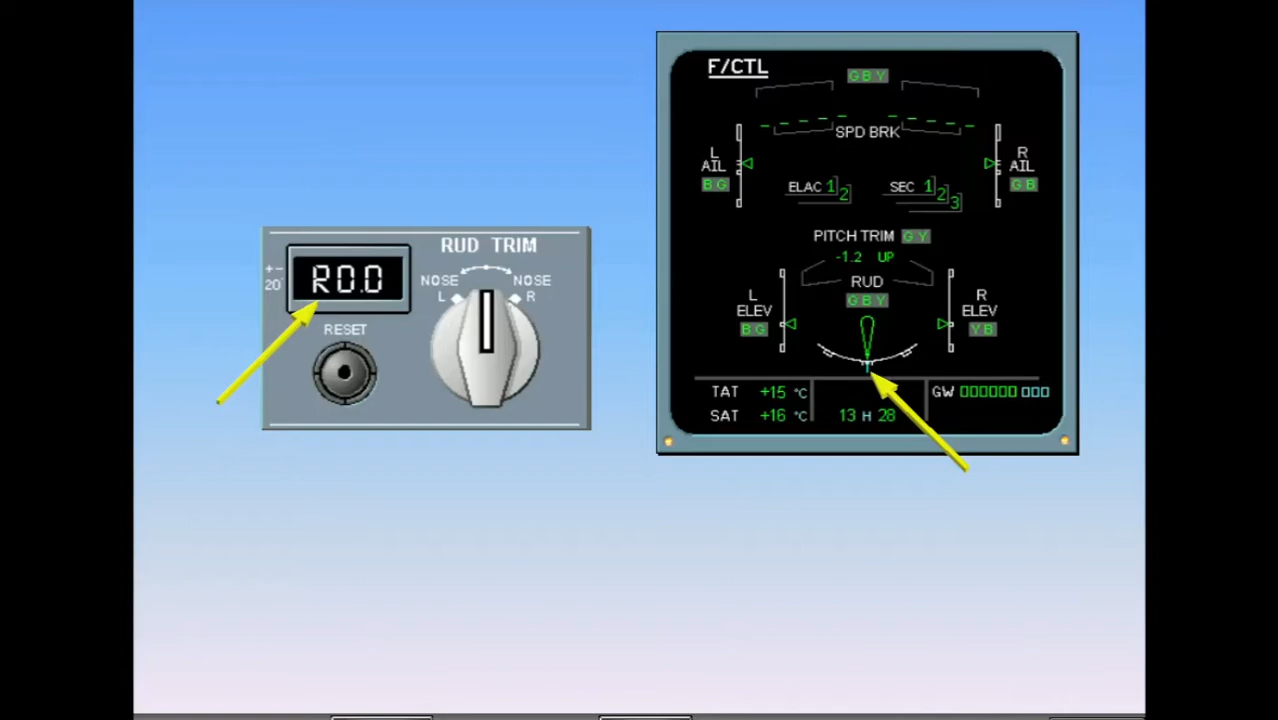 RUD TRIM
+ -
20°
R0.0
NOSE
L
NOSE
R
RESET
F/CTL
G B Y
SPD BRK
L
AIL
B G
R
AIL
G B
ELAC 1 2
SEC 1 2 3
PITCH TRIM G Y
-1.2 UP
RUD
G B Y
L
ELEV
B G
R
ELEV
Y B
TAT +15 °C
SAT +16 °C
13 H 28
GW